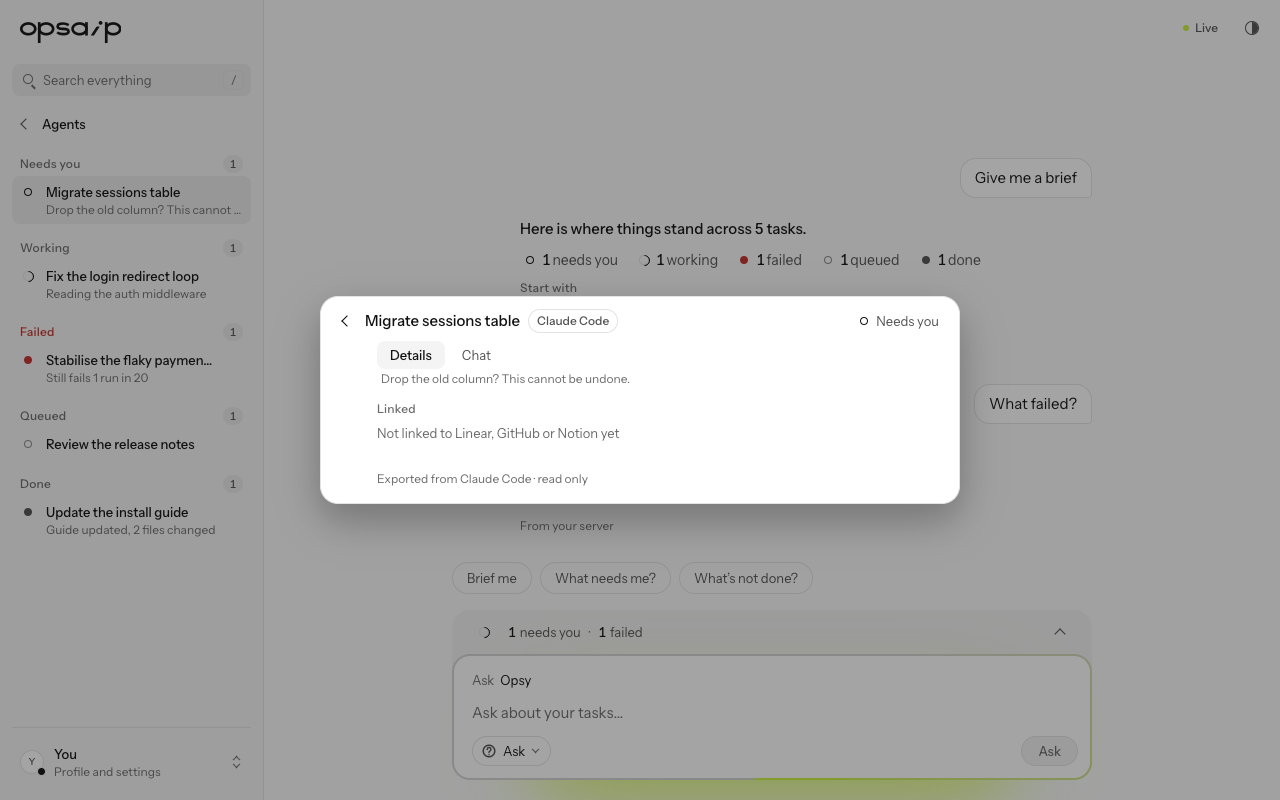 opsaip
Live
Search everything /
Agents
Needs you 1
Migrate sessions table
Drop the old column? This cannot ...
Working 1
Fix the login redirect loop
Reading the auth middleware
Failed 1
Stabilise the flaky paymen...
Still fails 1 run in 20
Queued 1
Review the release notes
Done 1
Update the install guide
Guide updated, 2 files changed
Y You
Profile and settings
Give me a brief
Here is where things stand across 5 tasks.
1 needs you 1 working 1 failed 1 queued 1 done
Start with
Migrate sessions table Claude Code Needs you
Details Chat
Drop the old column? This cannot be undone.
Linked
Not linked to Linear, GitHub or Notion yet
Exported from Claude Code · read only
What failed?
From your server
Brief me What needs me? What's not done?
1 needs you · 1 failed
Ask Opsy
Ask about your tasks...
Ask Ask